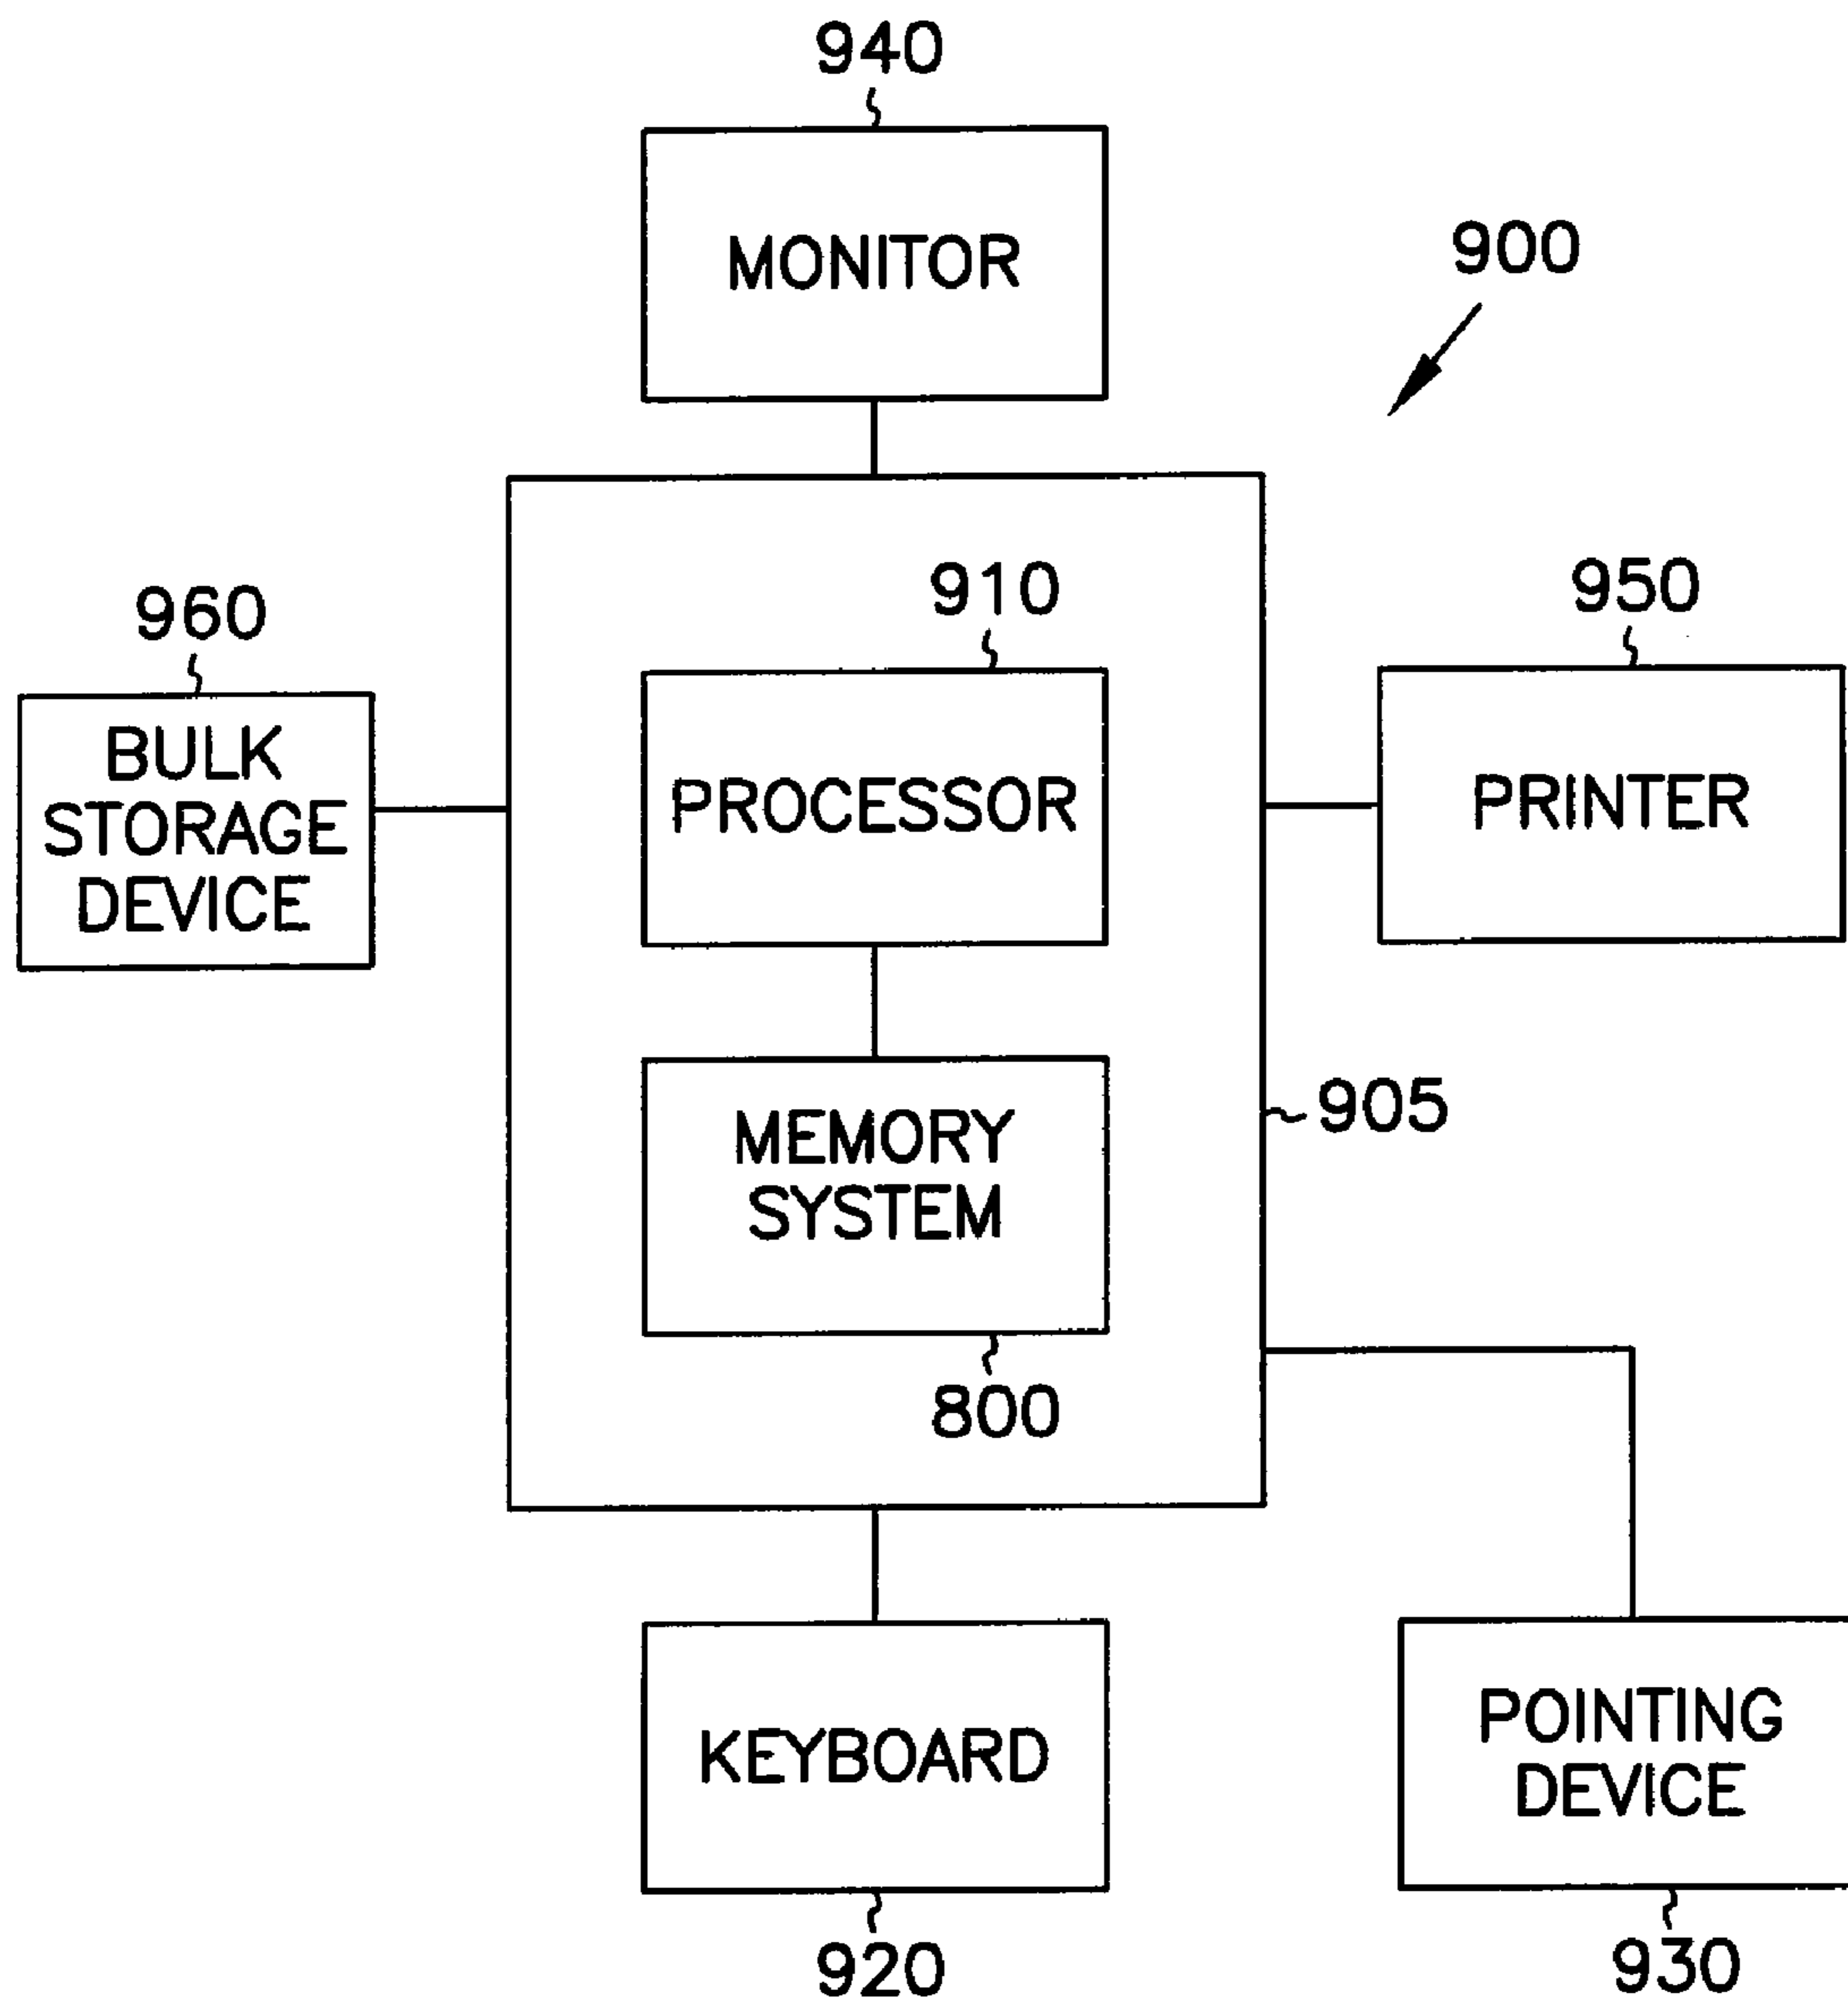 940
MONITOR
900
910
960
950
BULK
STORAGE
DEVICE
PROCESSOR
PRINTER
905
MEMORY
SYSTEM
800
KEYBOARD
POINTING
DEVICE
920
930